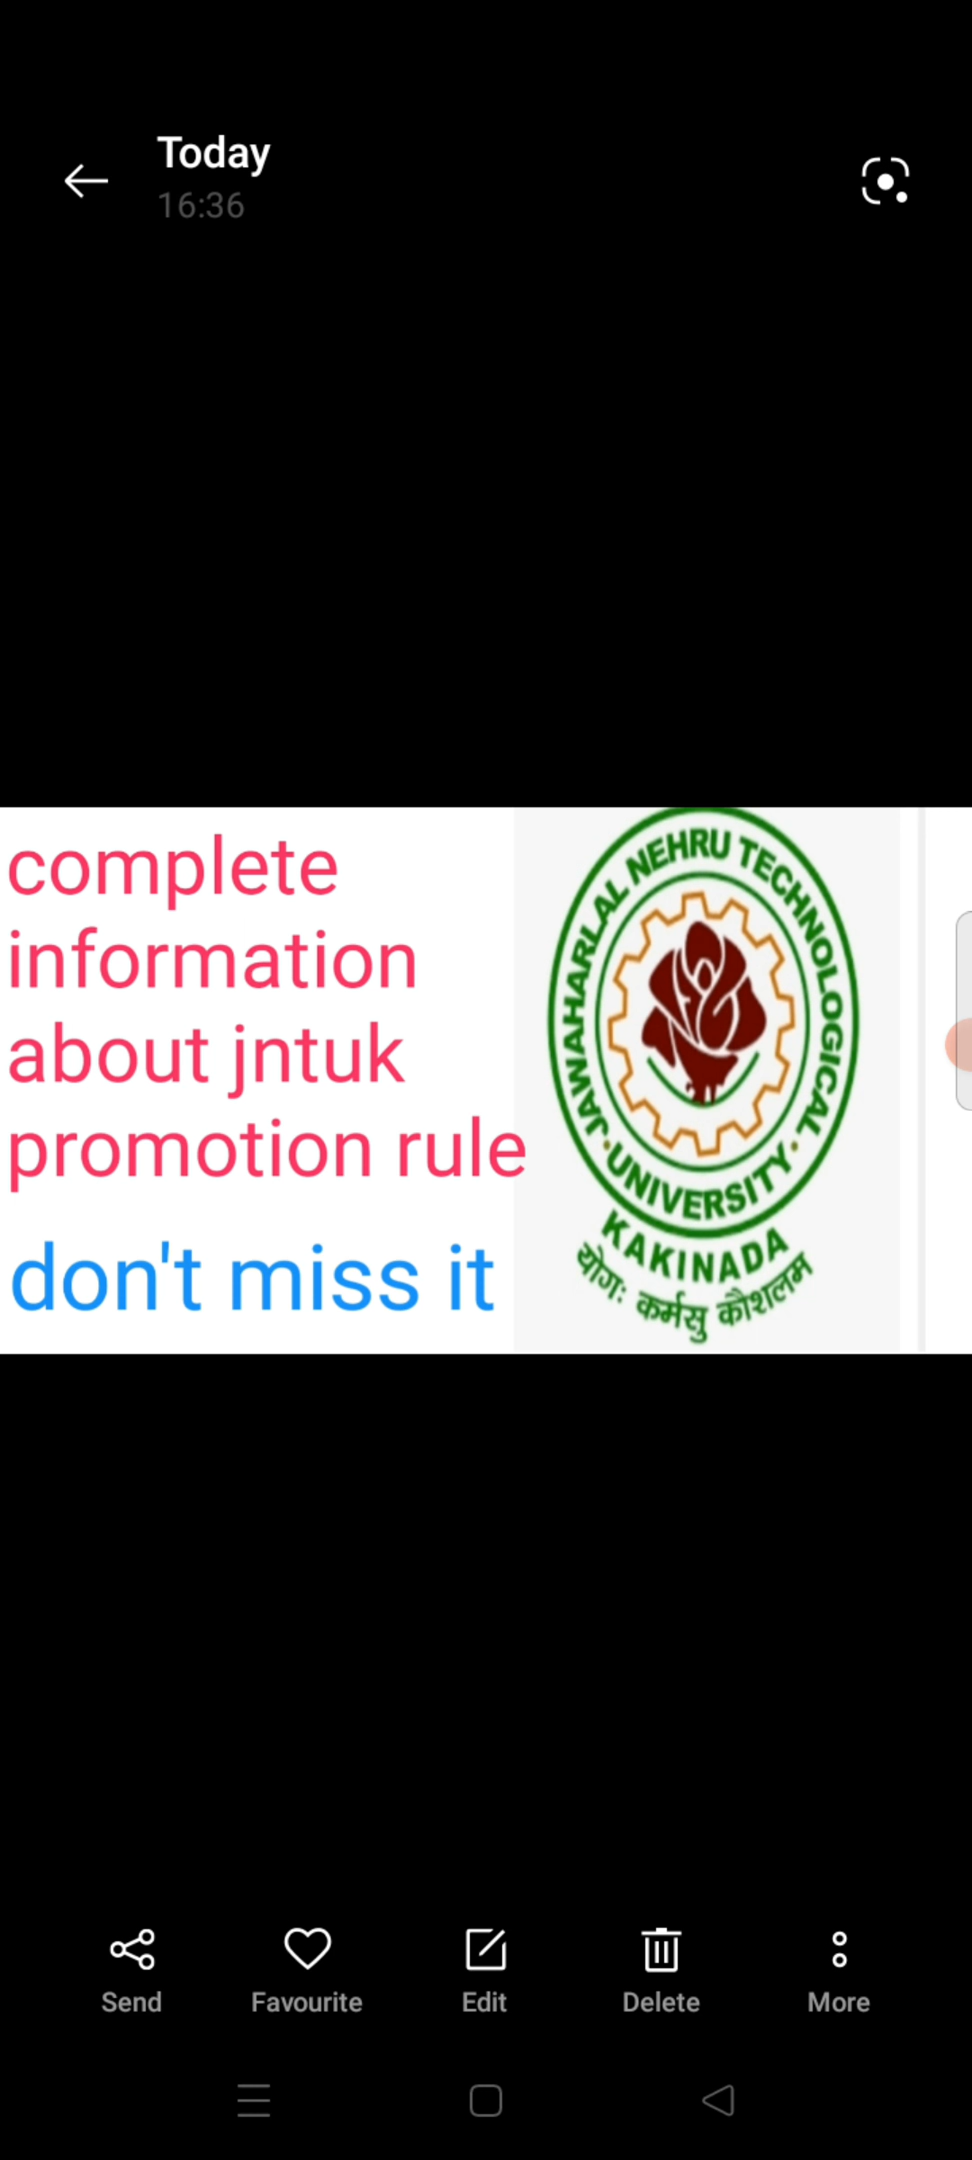 Today
16:36
complete
information
about jntuk
promotion rule
don't miss it
JAWAHARLAL NEHRU TECHNOLOGICAL
UNIVERSITY
KAKINADA
योगः कर्मसु कौशलम
Send Favourite Edit Delete More